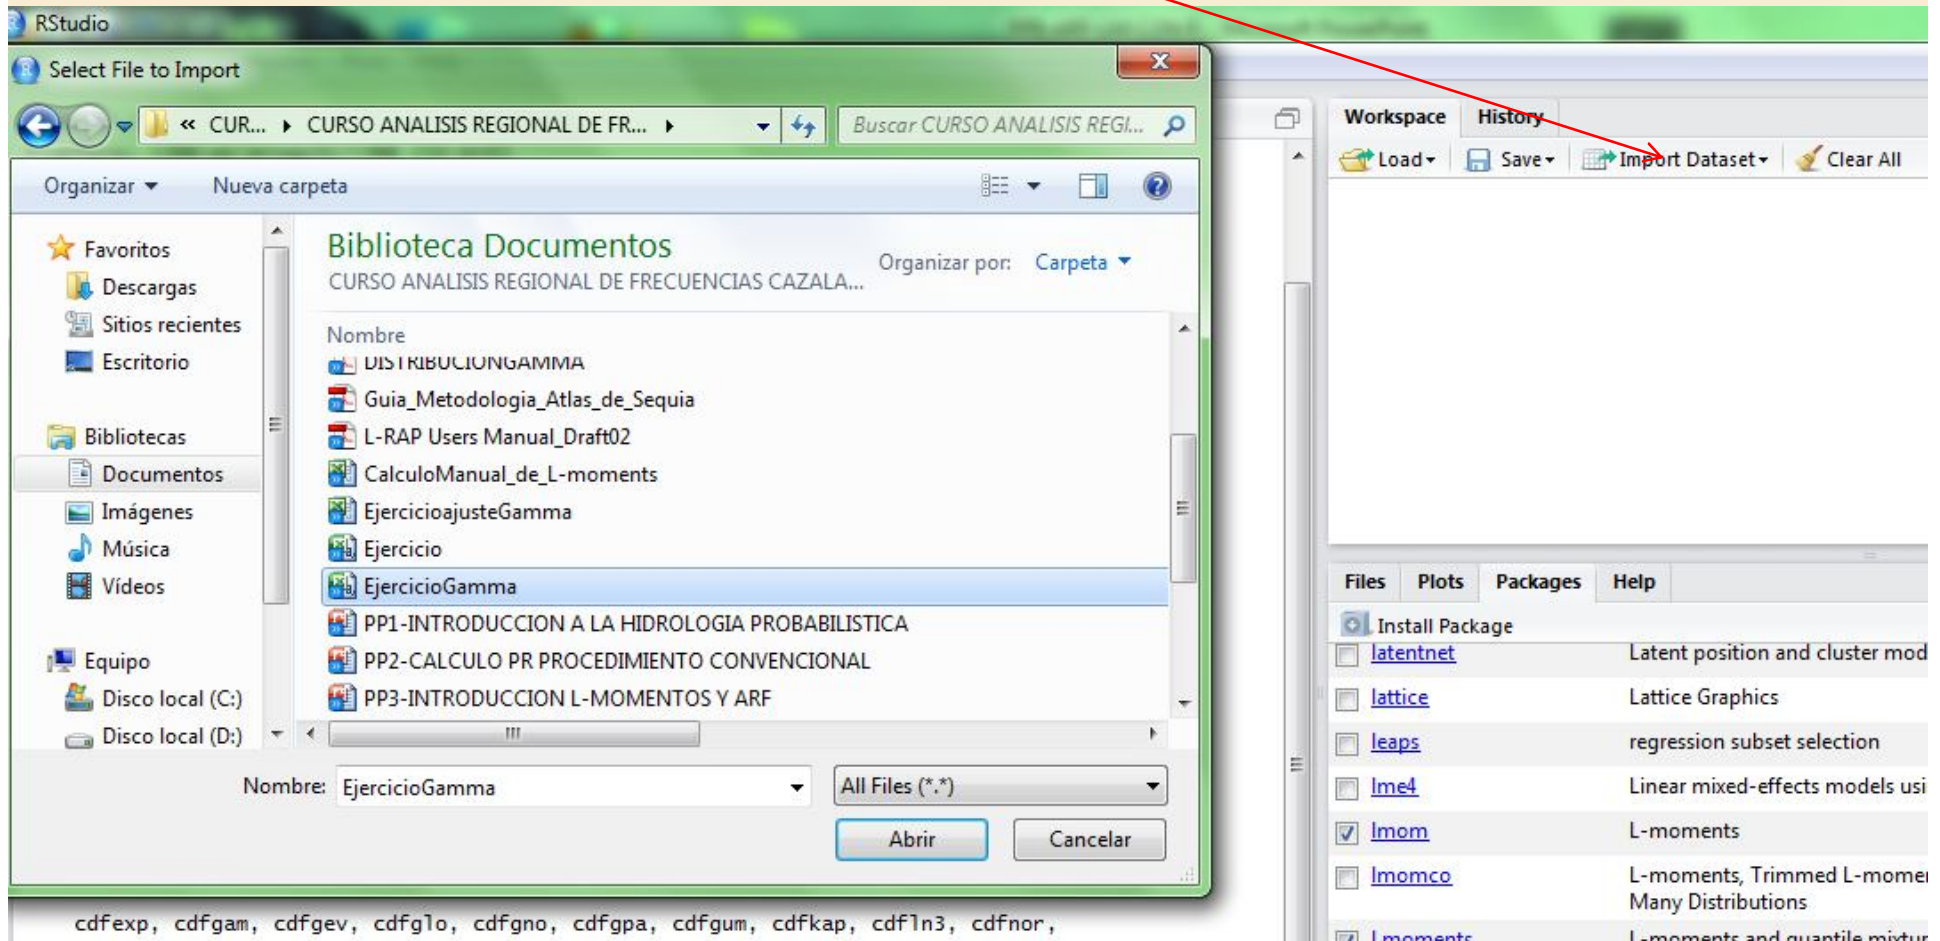 RStudio
Select File to Import
« CUR... CURSO ANALISIS REGIONAL DE FR...
Buscar CURSO ANALISIS REGI...
Organizar
Nueva carpeta
Favoritos
Descargas
Sitios recientes
Escritorio
Bibliotecas
Documentos
Imágenes
Música
Vídeos
Equipo
Disco local (C:)
Disco local (D:)
Biblioteca Documentos
CURSO ANALISIS REGIONAL DE FRECUENCIAS CAZALA...
Organizar por: Carpeta
Nombre
DISTRIBUCIONGAMMA
Guia_Metodologia_Atlas_de_Sequia
L-RAP Users Manual_Draft02
CalculoManual_de_L-moments
EjercicioajusteGamma
Ejercicio
EjercicioGamma
PP1-INTRODUCCION A LA HIDROLOGIA PROBABILISTICA
PP2-CALCULO PR PROCEDIMIENTO CONVENCIONAL
PP3-INTRODUCCION L-MOMENTOS Y ARF
Nombre: EjercicioGamma
All Files (*.*)
Abrir
Cancelar
cdfexp, cdfgam, cdfgev, cdfglo, cdfgno, cdfgpa, cdfgum, cdfkap, cdfln3, cdfnor,
Workspace History
Load Save Import Dataset Clear All
Files Plots Packages Help
Install Package
latentnet Latent position and cluster mod
lattice Lattice Graphics
leaps regression subset selection
lme4 Linear mixed-effects models usi
lmom L-moments
lmomco L-moments, Trimmed L-mome
Many Distributions
Lmoments L-moments and quantile mixtur